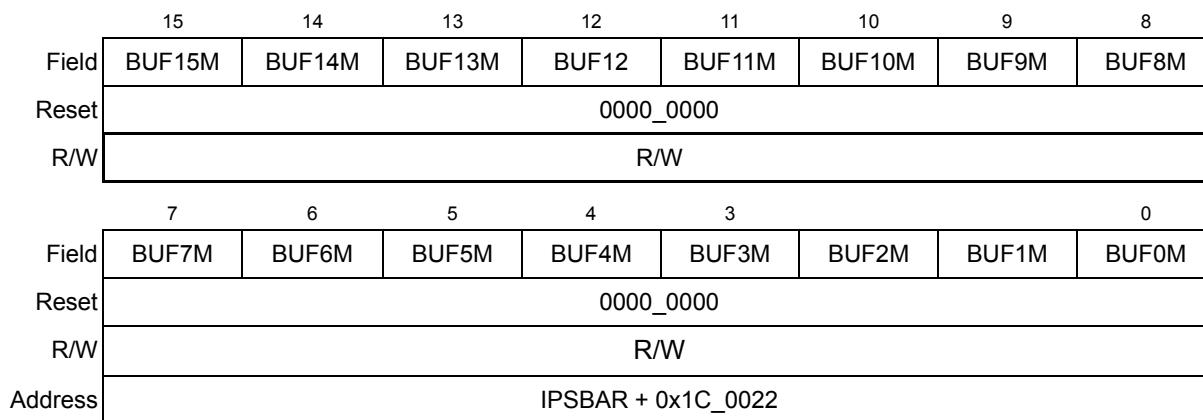 15 14 13 12 11 10 9 8
Field BUF15M BUF14M BUF13M BUF12 BUF11M BUF10M BUF9M BUF8M
Reset 0000_0000
R/W R/W
7 6 5 4 3 0
Field BUF7M BUF6M BUF5M BUF4M BUF3M BUF2M BUF1M BUF0M
Reset 0000_0000
R/W R/W
Address IPSBAR + 0x1C_0022